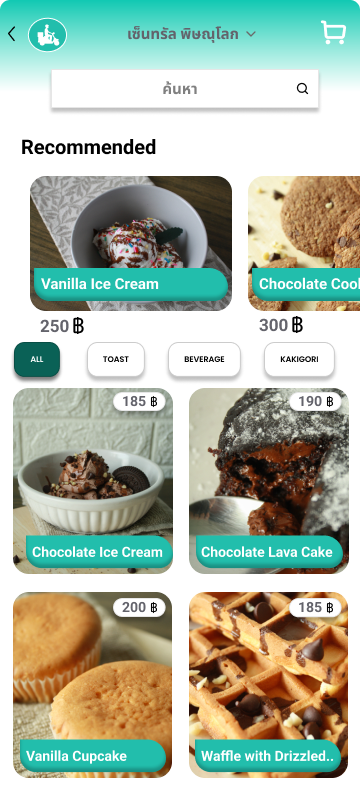 เซ็นทรัล พิษณุโลก
ค้นหา
Recommended
Vanilla Ice Cream
Chocolate Cook
250 ฿
300 ฿
ALL
TOAST
BEVERAGE
KAKIGORI
185 ฿
190 ฿
Chocolate Ice Cream
Chocolate Lava Cake
200 ฿
185 ฿
Vanilla Cupcake
Waffle with Drizzled..